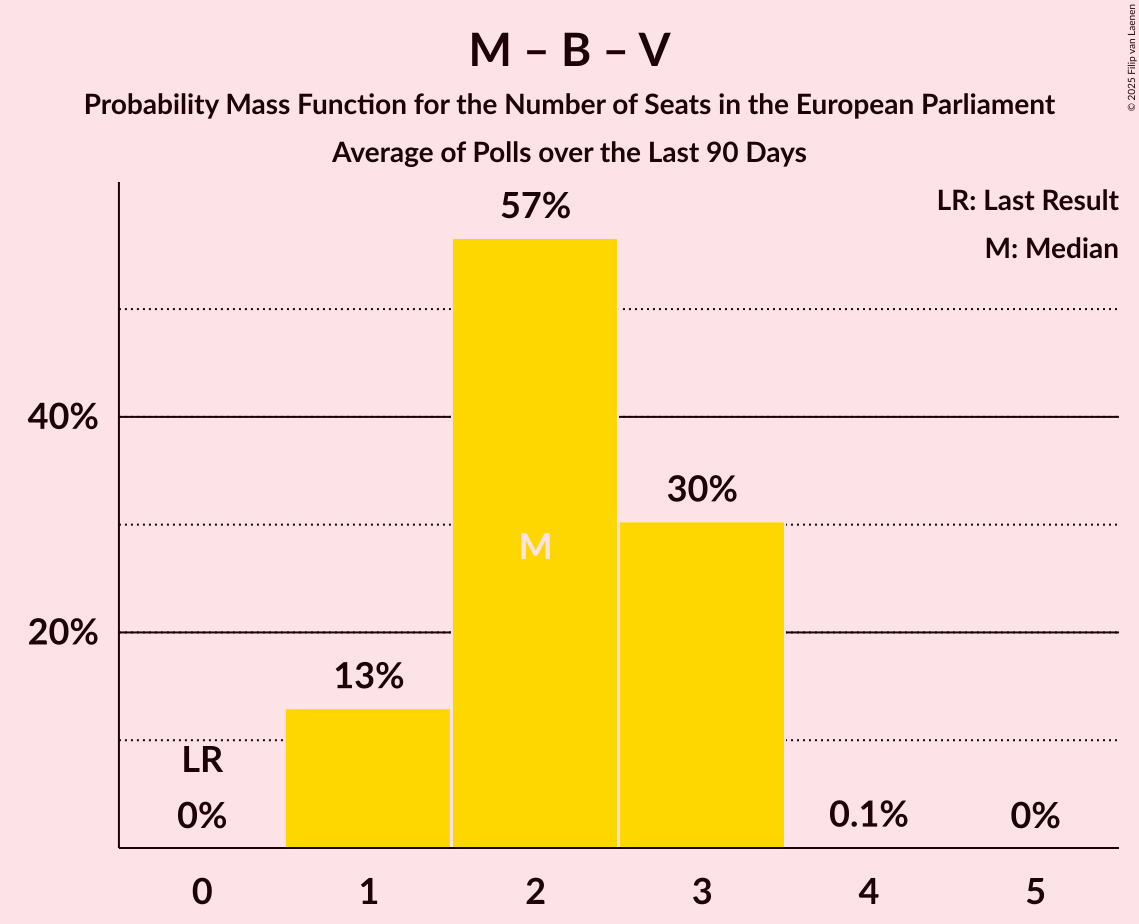 M – B – V
Probability Mass Function for the Number of Seats in the European Parliament
Average of Polls over the Last 90 Days
© 2025 Filip van Laenen
LR: Last Result
M: Median
57%
40%
30%
M
20%
13%
LR
0%
0.1%
0%
0 1 2 3 4 5